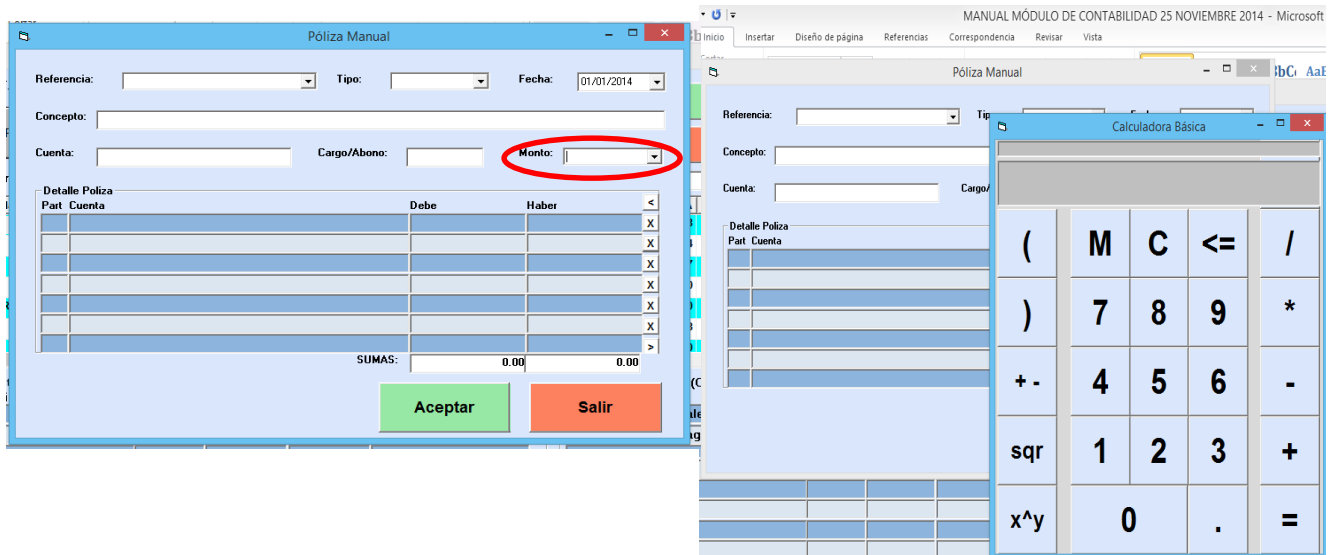 Póliza Manual
Referencia: Tipo: Fecha: 01/01/2014
Concepto:
Cuenta: Cargo/Abono: Monto:
Detalle Poliza
Part Cuenta Debe Haber <
X
X
X
X
X
X
>
SUMAS: 0.00 0.00
Aceptar Salir
MANUAL MÓDULO DE CONTABILIDAD 25 NOVIEMBRE 2014 - Microsoft
Inicio Insertar Diseño de página Referencias Correspondencia Revisar Vista
Póliza Manual
Referencia: Tip
Concepto:
Cuenta: Cargo/
Detalle Poliza
Part Cuenta
Calculadora Básica
( M C <= /
) 7 8 9 *
+ - 4 5 6 -
sqr 1 2 3 +
x^y 0 . =